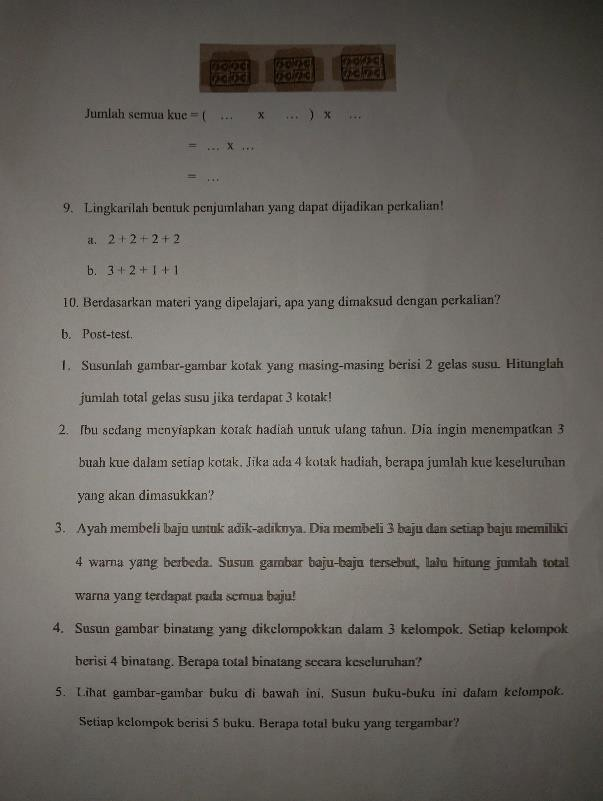 Jumlah semua kue = ( … x … ) x …
= … x …
= …
9. Lingkarilah bentuk penjumlahan yang dapat dijadikan perkalian!
a. 2 + 2 + 2 + 2
b. 3 + 2 + 1 + 1
10. Berdasarkan materi yang dipelajari, apa yang dimaksud dengan perkalian?
b. Post-test.
1. Susunlah gambar-gambar kotak yang masing-masing berisi 2 gelas susu. Hitunglah
jumlah total gelas susu jika terdapat 3 kotak!
2. Ibu sedang menyiapkan kotak hadiah untuk ulang tahun. Dia ingin menempatkan 3
buah kue dalam setiap kotak. Jika ada 4 kotak hadiah, berapa jumlah kue keseluruhan
yang akan dimasukkan?
3. Ayah membeli baju untuk adik-adiknya. Dia membeli 3 baju dan setiap baju memiliki
4 warna yang berbeda. Susun gambar baju-baju tersebut, lalu hitung jumlah total
warna yang terdapat pada semua baju!
4. Susun gambar binatang yang dikelompokkan dalam 3 kelompok. Setiap kelompok
berisi 4 binatang. Berapa total binatang secara keseluruhan?
5. Lihat gambar-gambar buku di bawah ini. Susun buku-buku ini dalam kelompok.
Setiap kelompok berisi 5 buku. Berapa total buku yang tergambar?